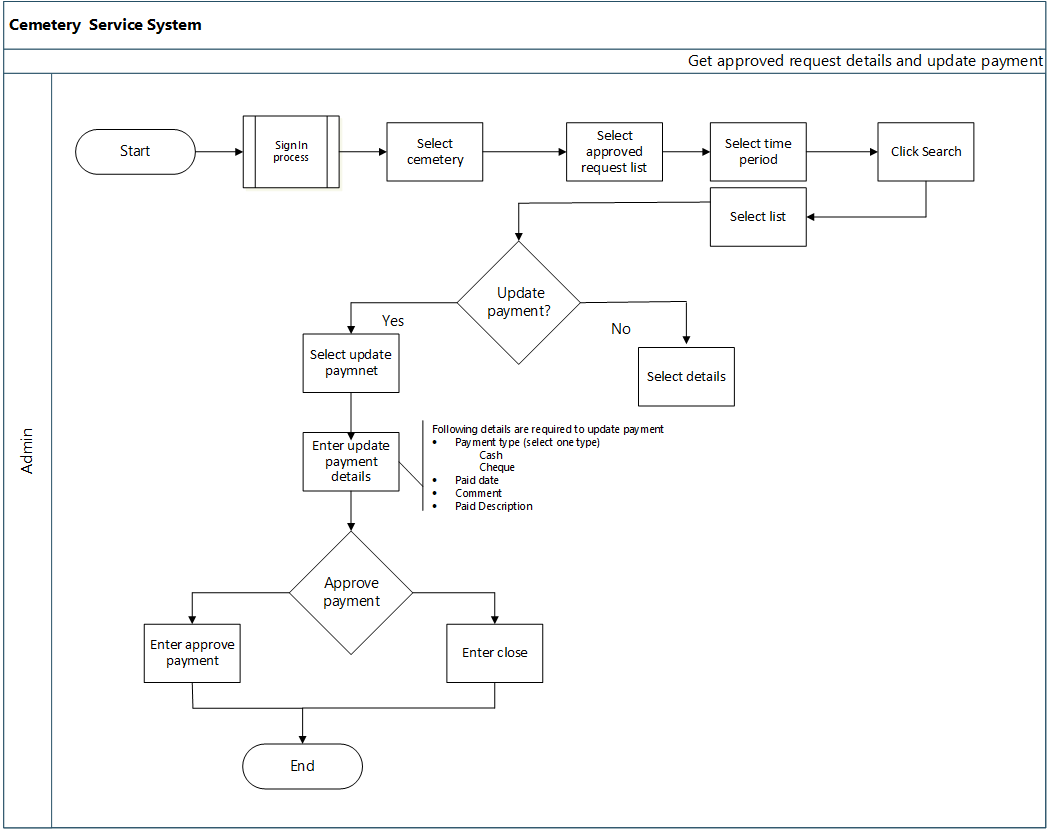 Cemetery  Service System
Get approved request details and update payment
Admin
Start
SignIn
process
Select
cemetery
Select
approved
request list
Select time
period
Click Search
Select list
Update
payment?
Yes
No
Select update
paymnet
Select details
Enter update
payment
details
Following details are required to update payment
• Payment type (select one type)
Cash
Cheque
• Paid date
• Comment
• Paid Description
Approve
payment
Enter approve
payment
Enter close
End